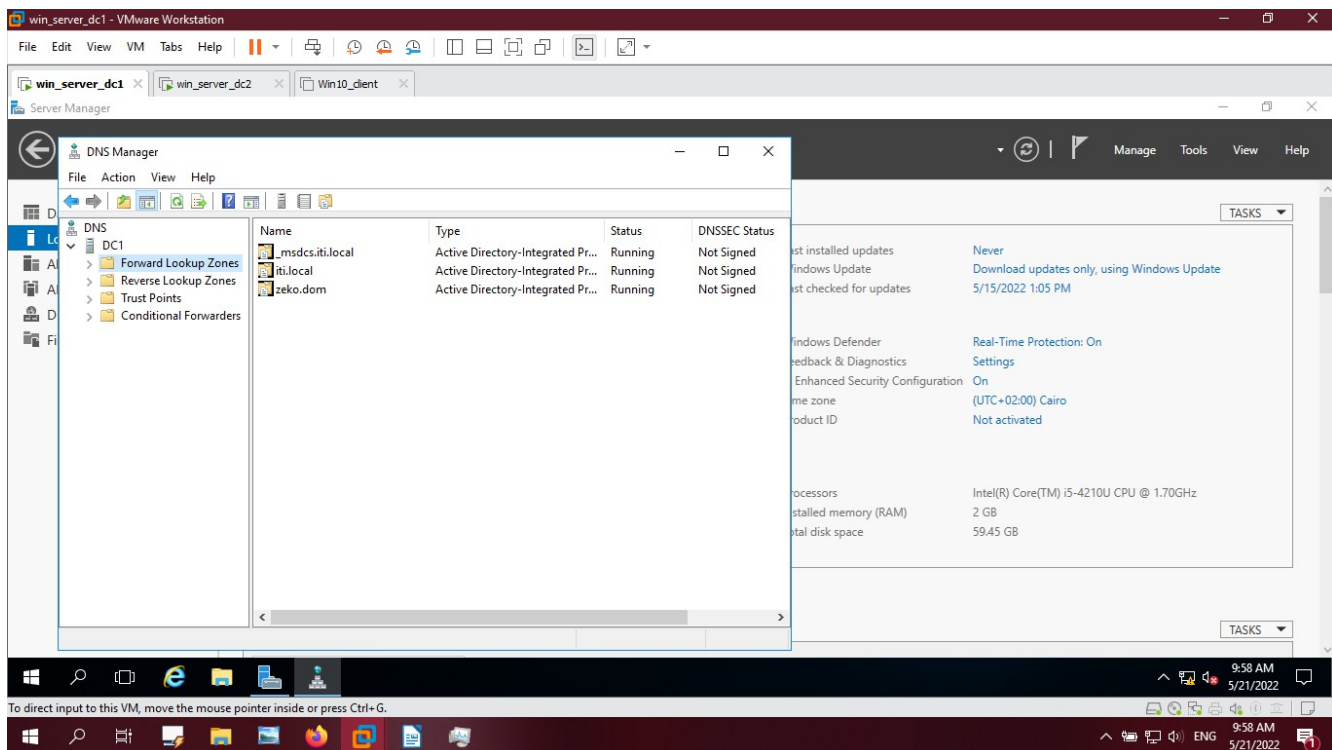 win_server_dc1 - VMware Workstation
File Edit View VM Tabs Help
win_server_dc1 win_server_dc2 Win10_client
Server Manager
Manage Tools View Help
DNS Manager
File Action View Help
DNS
DC1
Forward Lookup Zones
Reverse Lookup Zones
Trust Points
Conditional Forwarders
Name Type Status DNSSEC Status
_msdcs.iti.local Active Directory-Integrated Pr... Running Not Signed
iti.local Active Directory-Integrated Pr... Running Not Signed
zeko.dom Active Directory-Integrated Pr... Running Not Signed
TASKS
ast installed updates Never
Windows Update Download updates only, using Windows Update
ast checked for updates 5/15/2022 1:05 PM
Windows Defender Real-Time Protection: On
eedback & Diagnostics Settings
Enhanced Security Configuration On
me zone (UTC+02:00) Cairo
roduct ID Not activated
rocessors Intel(R) Core(TM) i5-4210U CPU @ 1.70GHz
stalled memory (RAM) 2 GB
otal disk space 59.45 GB
TASKS
9:58 AM
5/21/2022
To direct input to this VM, move the mouse pointer inside or press Ctrl+G.
ENG
9:58 AM
5/21/2022